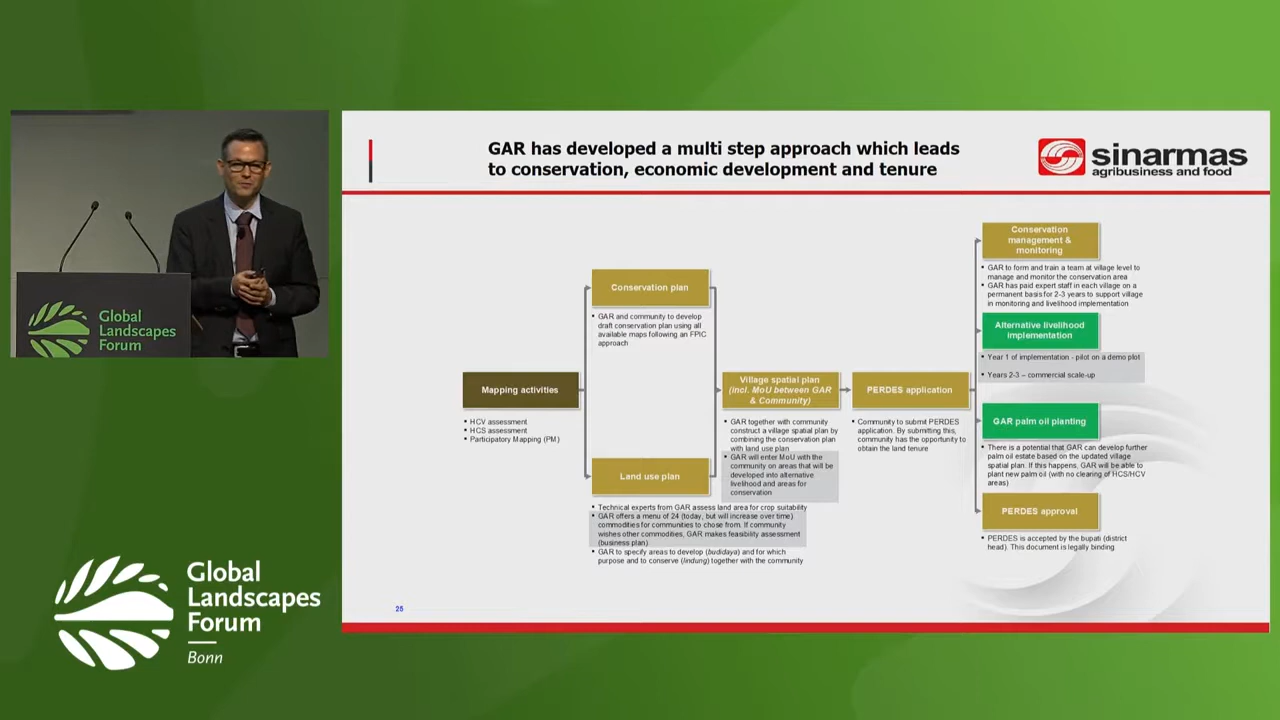 Global
Landscapes
Forum
Global
Landscapes
Forum
Bonn
GAR has developed a multi step approach which leads
to conservation, economic development and tenure
sinarmas
agribusiness and food
Mapping activities
• HCV assessment
• HCS assessment
• Participatory Mapping (PM)
Conservation plan
• GAR and community to develop
draft conservation plan using all
available maps following an FPIC
approach
Land use plan
• Technical experts from GAR assess land area for crop suitability
• GAR offers a menu of 24 (today, but will increase over time)
commodities for communities to chose from. If community
wishes other commodities, GAR makes feasibility assessment
(business plan)
• GAR to specify areas to develop (budidaya) and for which
purpose and to conserve (lindung) together with the community
Village spatial plan
(incl. MoU between GAR
& Community)
• GAR together with community
construct a village spatial plan by
combining the conservation plan
with land use plan
• GAR will enter MoU with the
community on areas that will be
developed into alternative
livelihood and areas for
conservation
PERDES application
• Community to submit PERDES
application. By submitting this,
community has the opportunity to
obtain the land tenure
Conservation
management &
monitoring
• GAR to form and train a team at village level to
manage and monitor the conservation area
• GAR has paid expert staff in each village on a
permanent basis for 2-3 years to support village
in monitoring and livelihood implementation
Alternative livelihood
implementation
• Year 1 of implementation - pilot on a demo plot
• Years 2-3 – commercial scale-up
GAR palm oil planting
• There is a potential that GAR can develop further
palm oil estate based on the updated village
spatial plan. If this happens, GAR will be able to
plant new palm oil (with no clearing of HCS/HCV
areas)
PERDES approval
• PERDES is accepted by the bupati (district
head). This document is legally binding
25